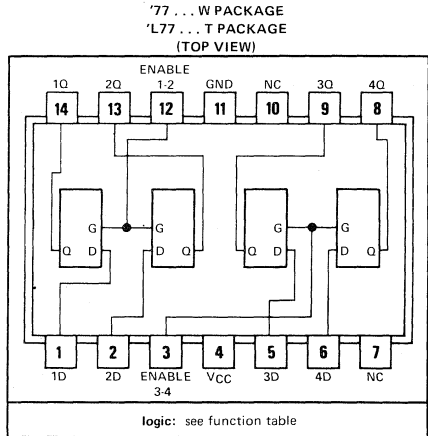 '77 . . . W PACKAGE
'L77 . . . T PACKAGE
(TOP VIEW)
1Q 2Q ENABLE 1-2 GND NC 3Q 4Q
14 13 12 11 10 9 8
G G G G
Q D D Q Q D D Q
1 2 3 4 5 6 7
1D 2D ENABLE 3-4 VCC 3D 4D NC
logic: see function table